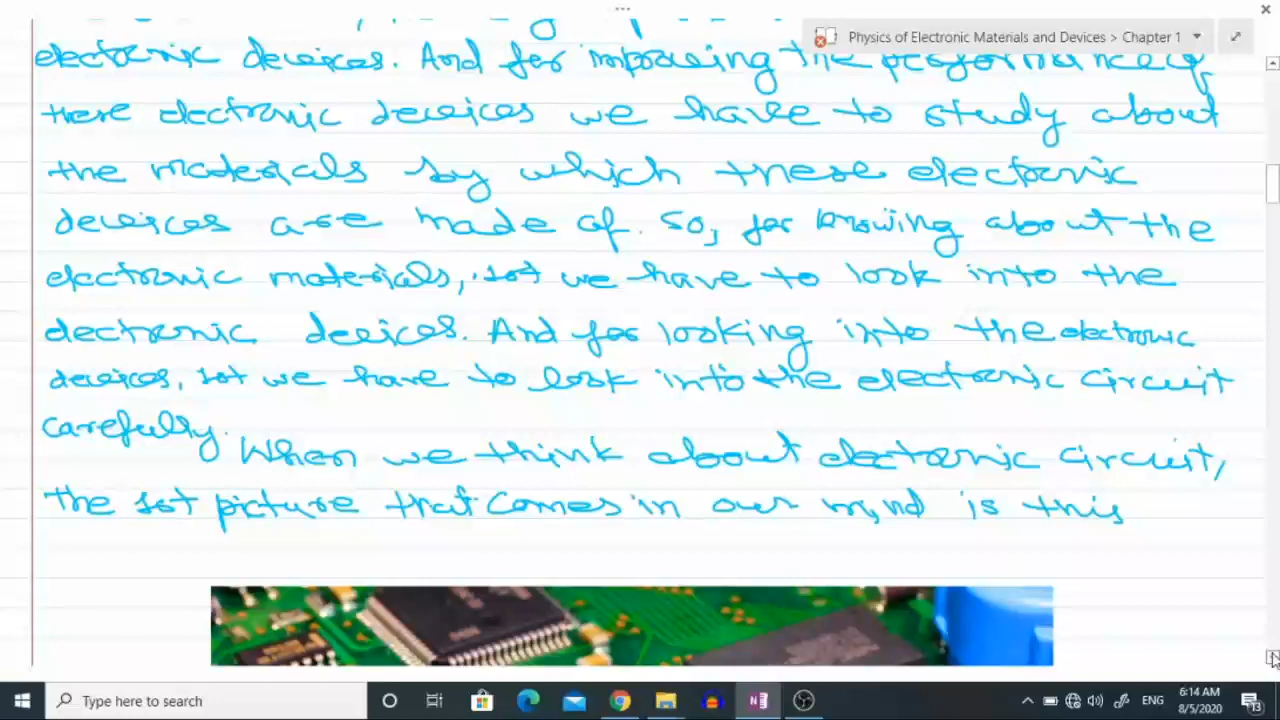 Physics of Electronic Materials and Devices > Chapter 1
electronic devices. And for improving the performance of
these electronic devices we have to study about
the materials by which these electronic
devices are made of. So, for knowing about the
electronic materials, 1st we have to look into the
electronic devices. And for looking into the electronic
devices, 1st we have to look into the electronic circuit
carefully. When we think about electronic circuit,
the 1st picture that comes in our mind is this
Type here to search
ENG
6:14 AM
8/5/2020
13